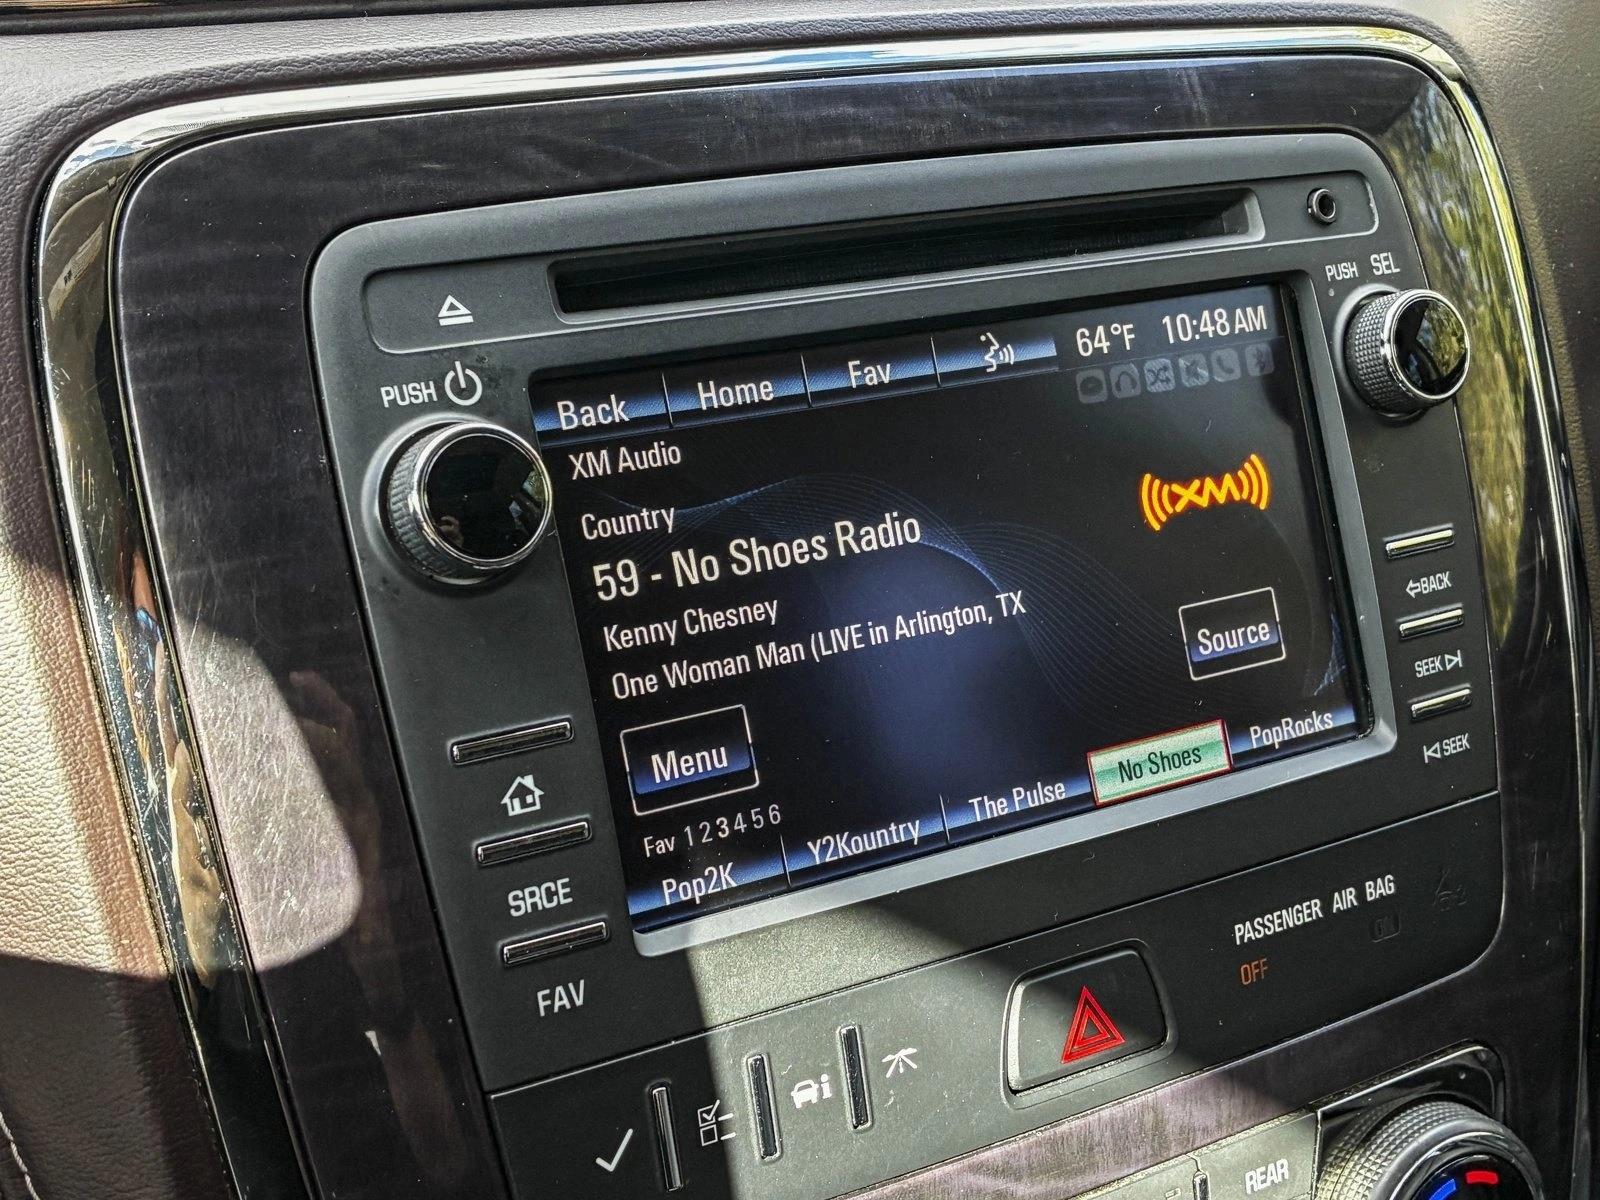 PUSH SEL
PUSH
Back Home Fav 64°F 10:48 AM
XM Audio
Country
((XM))
59 - No Shoes Radio
Kenny Chesney
One Woman Man (LIVE in Arlington, TX
Source
Menu
Fav 1 2 3 4 5 6
Pop2K Y2Kountry The Pulse No Shoes PopRocks
BACK
SEEK
SEEK
SRCE
FAV
PASSENGER AIR BAG
OFF
REAR